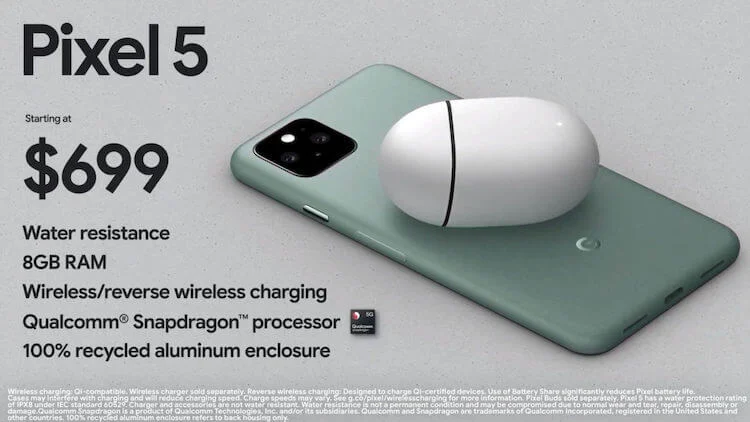 Pixel 5
Starting at
$699
Water resistance
8GB RAM
Wireless/reverse wireless charging
Qualcomm® Snapdragon™ processor
5G
Qualcomm
snapdragon
100% recycled aluminum enclosure
Wireless charging: Qi-compatible. Wireless charger sold separately. Reverse wireless charging: Designed to charge Qi-certified devices. Use of Battery Share significantly reduces Pixel battery life.
Cases may interfere with charging and will reduce charging speed. Charge speeds may vary. See g.co/pixel/wirelesscharging for more information. Pixel Buds sold separately. Pixel 5 has a water protection rating
of IPX8 under IEC standard 60529. Charger and accessories are not water resistant. Water resistance is not a permanent condition and may be compromised due to normal wear and tear, repair, disassembly or
damage.Qualcomm Snapdragon is a product of Qualcomm Technologies, Inc. and/or its subsidiaries. Qualcomm and Snapdragon are trademarks of Qualcomm Incorporated, registered in the United States and
other countries. 100% recycled aluminum enclosure refers to back housing only.